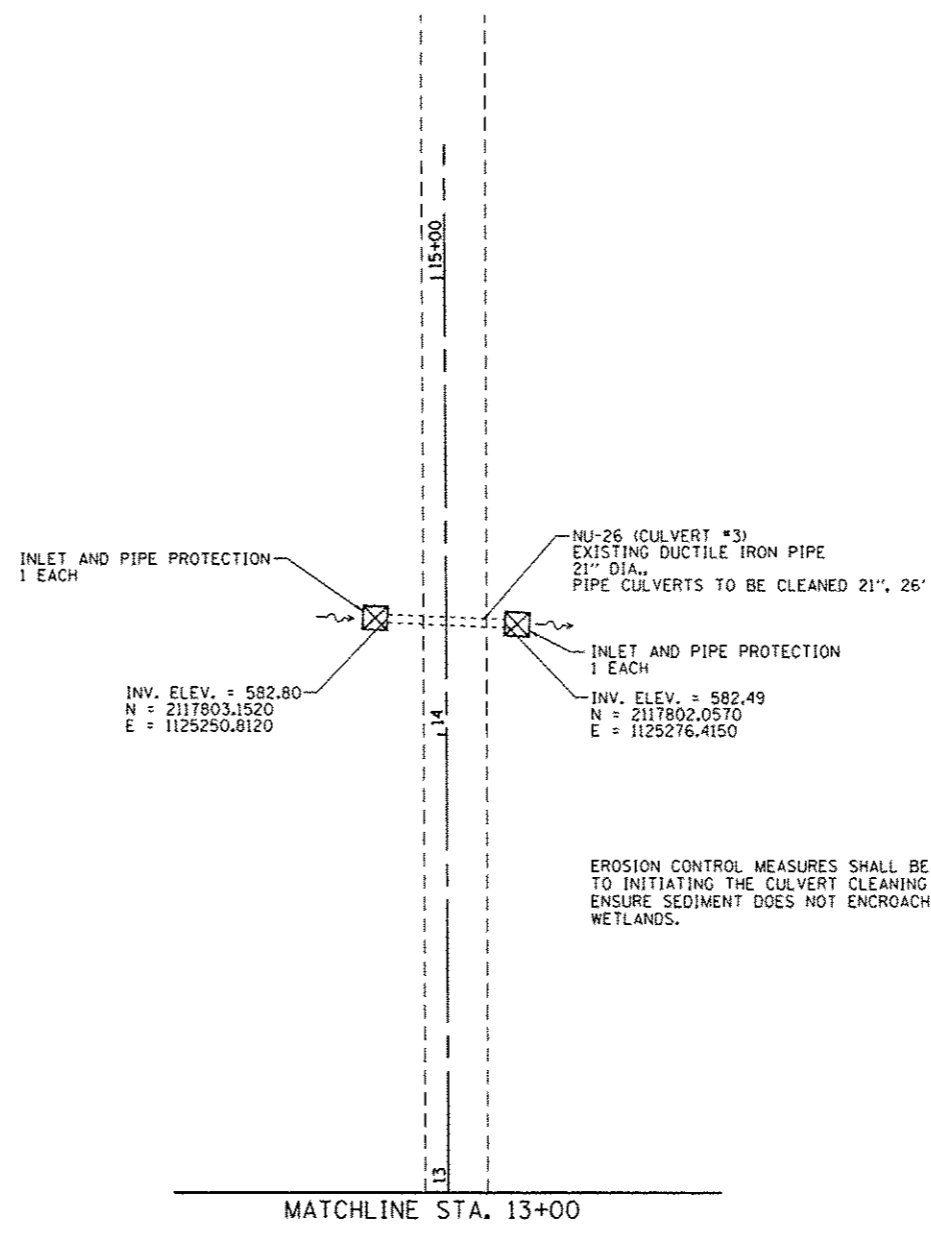 15+00
INLET AND PIPE PROTECTION
1 EACH
NU-26 (CULVERT #3)
EXISTING DUCTILE IRON PIPE
21" DIA.,
PIPE CULVERTS TO BE CLEANED 21", 26'
INLET AND PIPE PROTECTION
1 EACH
INV. ELEV. = 582.80
N = 2117803.1520
E = 1125250.8120
INV. ELEV. = 582.49
N = 2117802.0570
E = 1125276.4150
14
EROSION CONTROL MEASURES SHALL BE
TO INITIATING THE CULVERT CLEANING
ENSURE SEDIMENT DOES NOT ENCROACH
WETLANDS.
13
MATCHLINE STA. 13+00